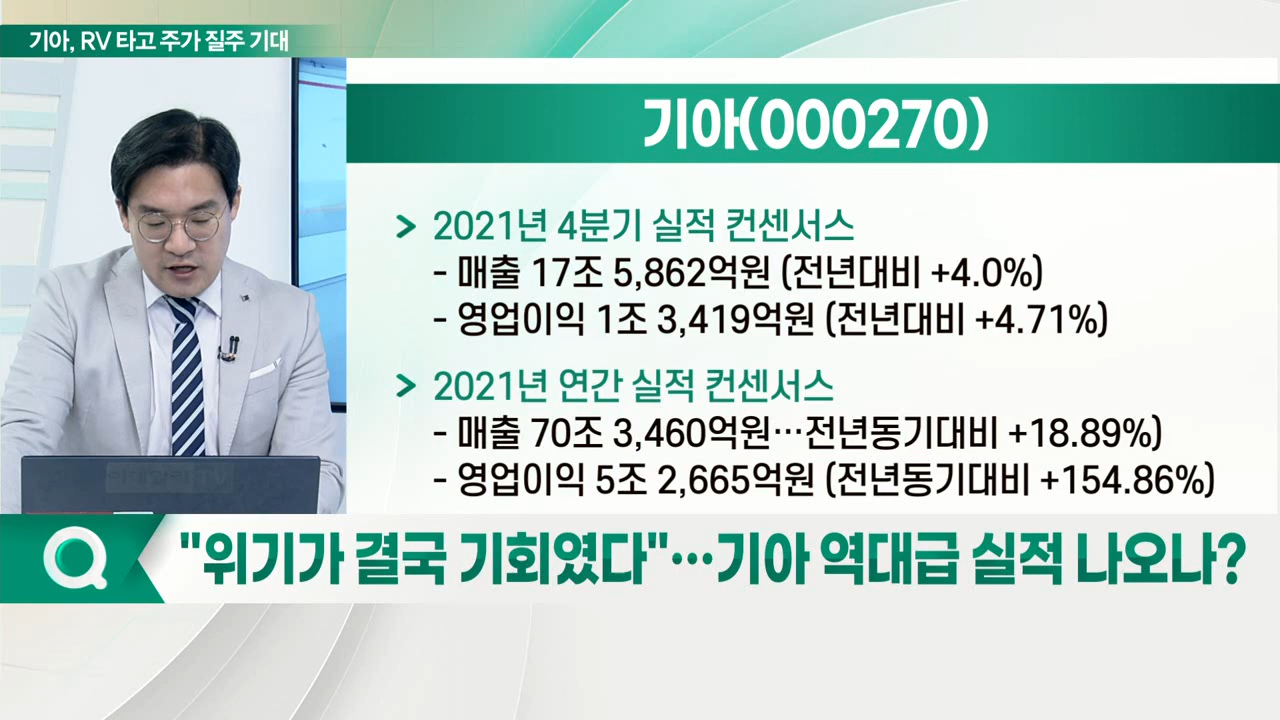 기아, RV 타고 주가 질주 기대
기아(000270)
> 2021년 4분기 실적 컨센서스
- 매출 17조 5,862억원 (전년대비 +4.0%)
- 영업이익 1조 3,419억원 (전년대비 +4.71%)
> 2021년 연간 실적 컨센서스
- 매출 70조 3,460억원…전년동기대비 +18.89%)
- 영업이익 5조 2,665억원 (전년동기대비 +154.86%)
"위기가 결국 기회였다"…기아 역대급 실적 나오나?